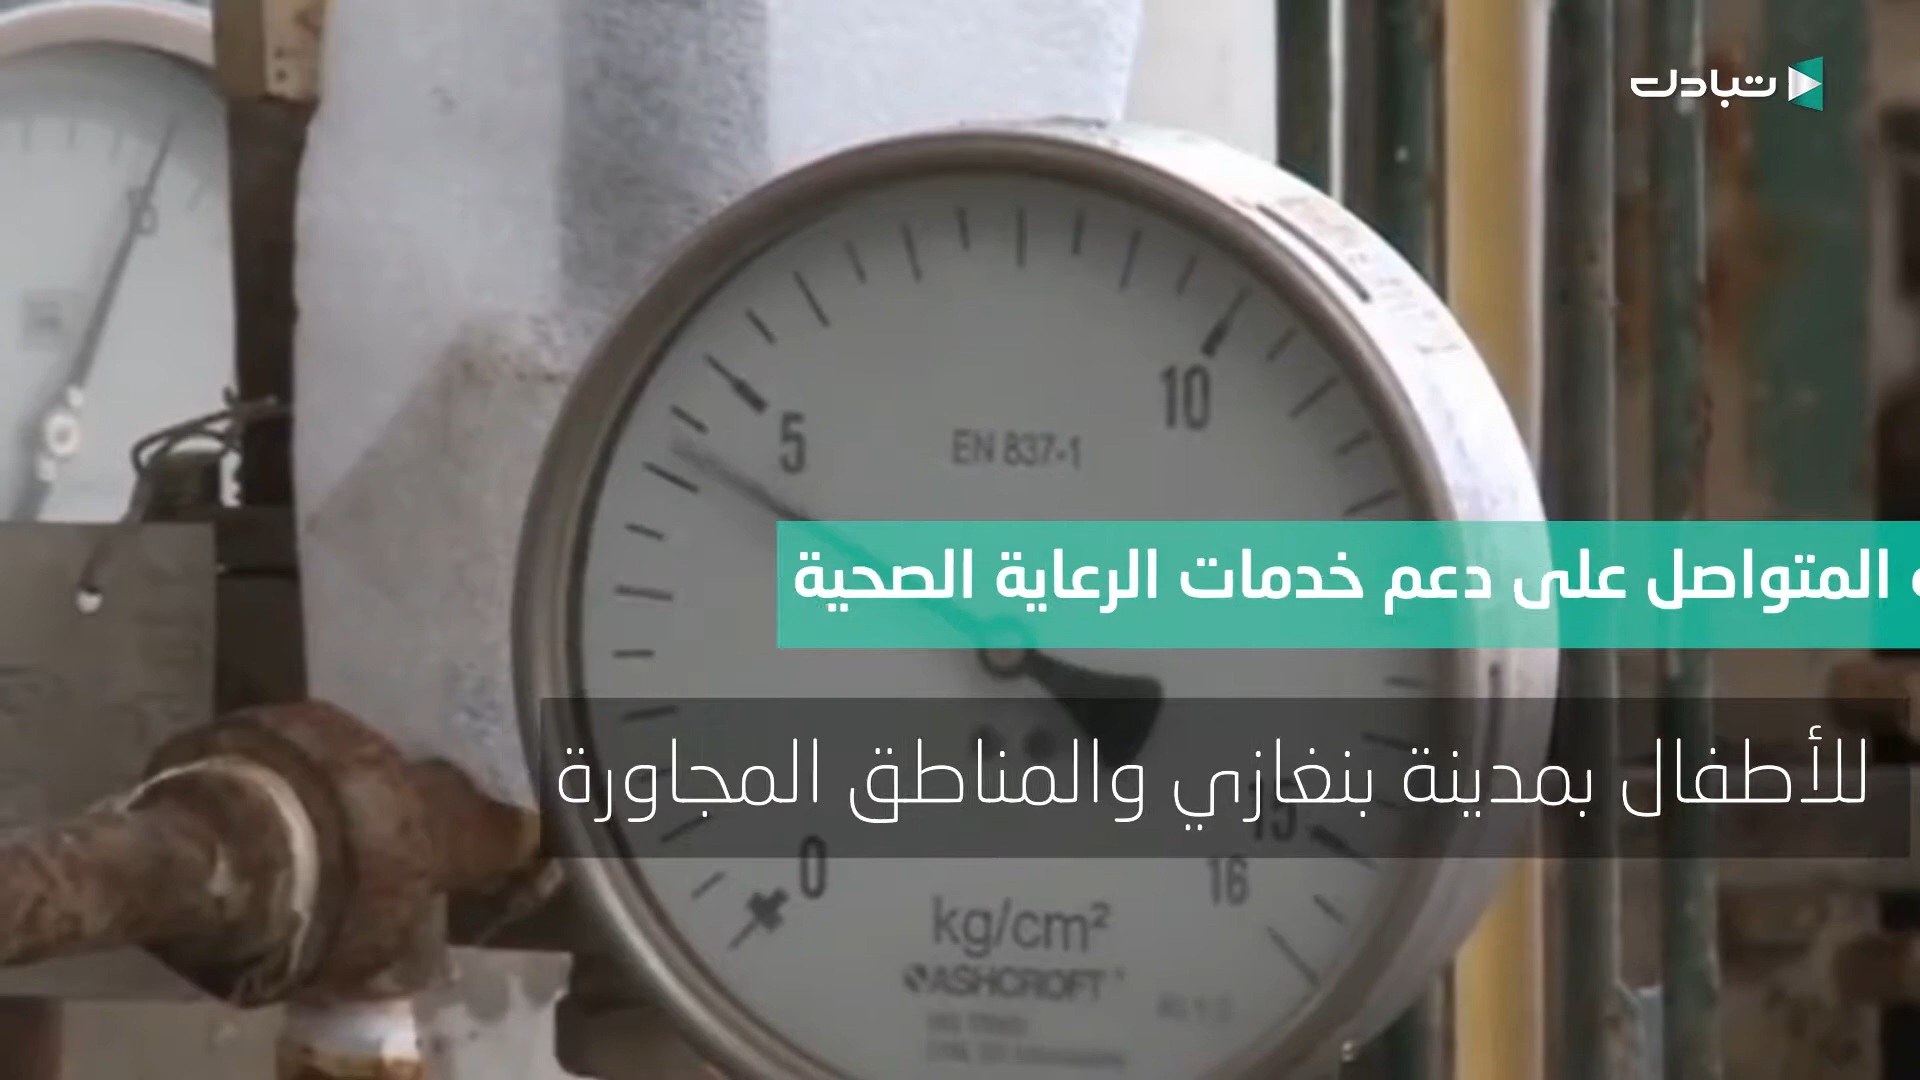 تبادل
المتواصل على دعم خدمات الرعاية الصحية
للأطفال بمدينة بنغازي والمناطق المجاورة
5
10
EN 837-1
0
15
16
kg/cm²
ASHCROFT